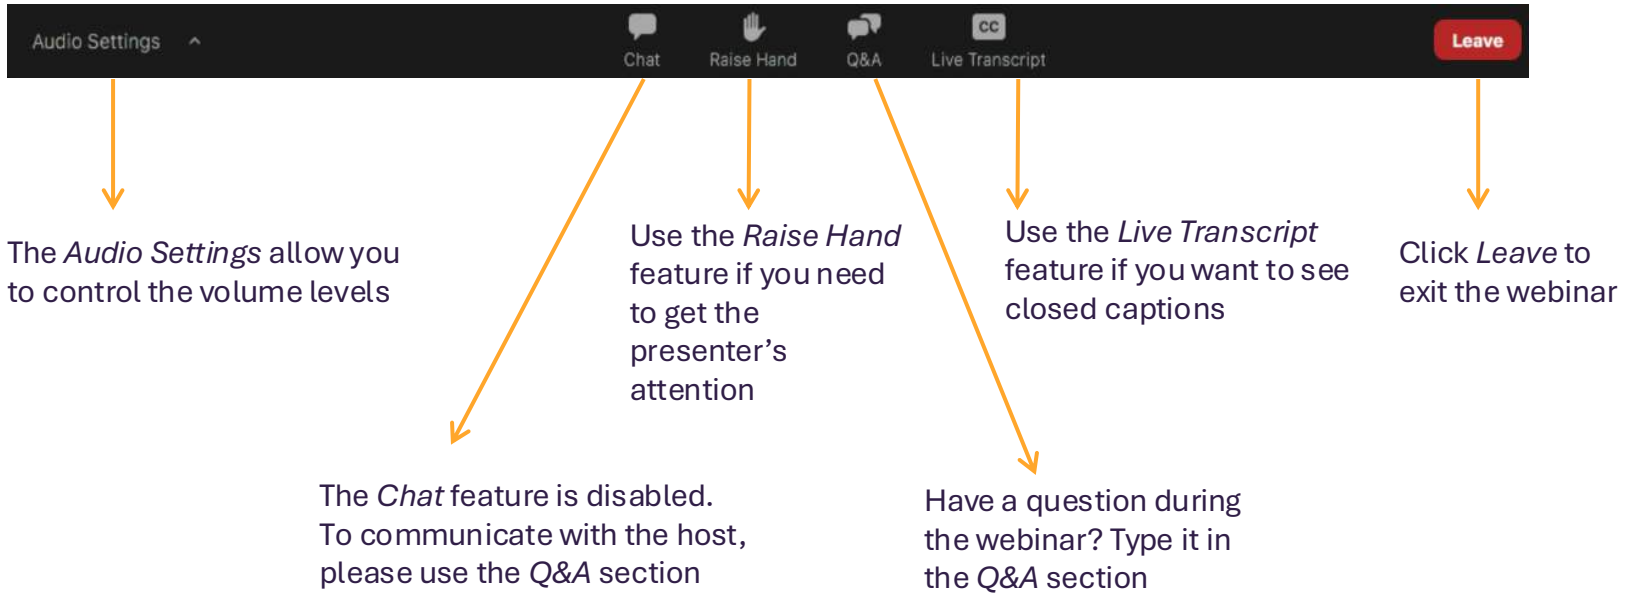 Audio Settings
Chat
Raise Hand
Q&A
CC
Live Transcript
Leave
The Audio Settings allow you
to control the volume levels
Use the Raise Hand
feature if you need
to get the
presenter’s
attention
Use the Live Transcript
feature if you want to see
closed captions
Click Leave to
exit the webinar
The Chat feature is disabled.
To communicate with the host,
please use the Q&A section
Have a question during
the webinar? Type it in
the Q&A section